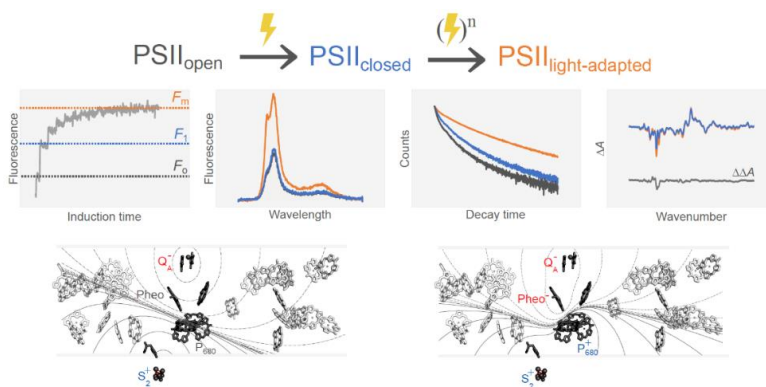 ( )ⁿ
PSII_open PSII_closed PSII_light-adapted
Fluorescence
F_m
F_1
F_o
Induction time
Fluorescence
Wavelength
Counts
Decay time
ΔA
ΔΔA
Wavenumber
Q_A^-
Pheo
P_680
S_2^+
Q_A^-
Pheo^-
P_680^+
S_2^+